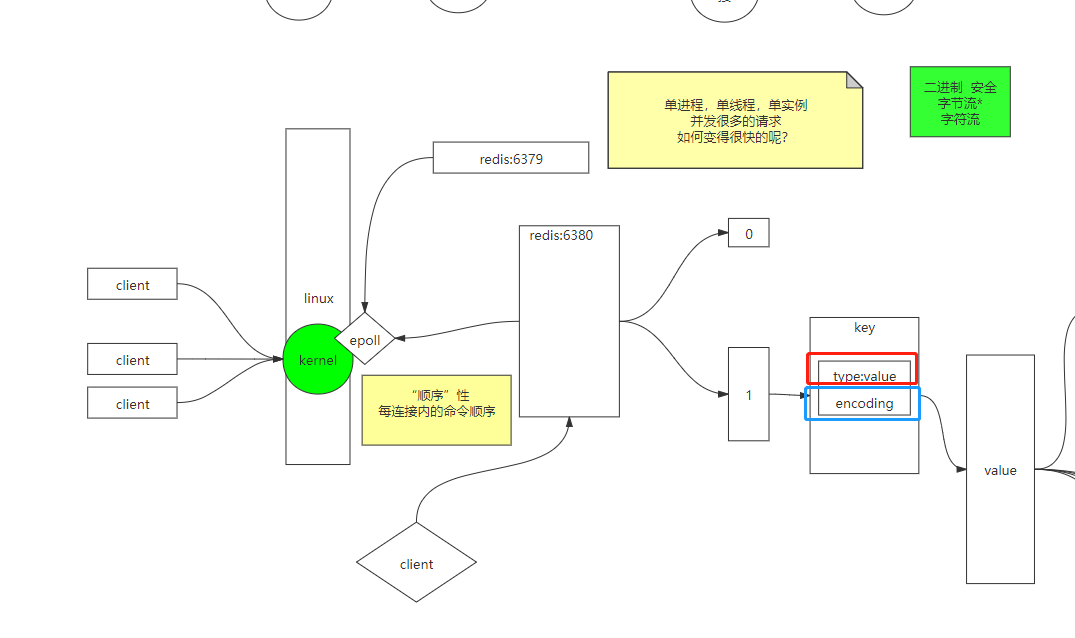 单进程，单线程，单实例
并发很多的请求
如何变得很快的呢？
二进制 安全
字节流*
字符流
redis:6379
redis:6380
0
client
linux
epoll
kernel
client
client
“顺序”性
每连接内的命令顺序
key
type:value
encoding
1
value
client